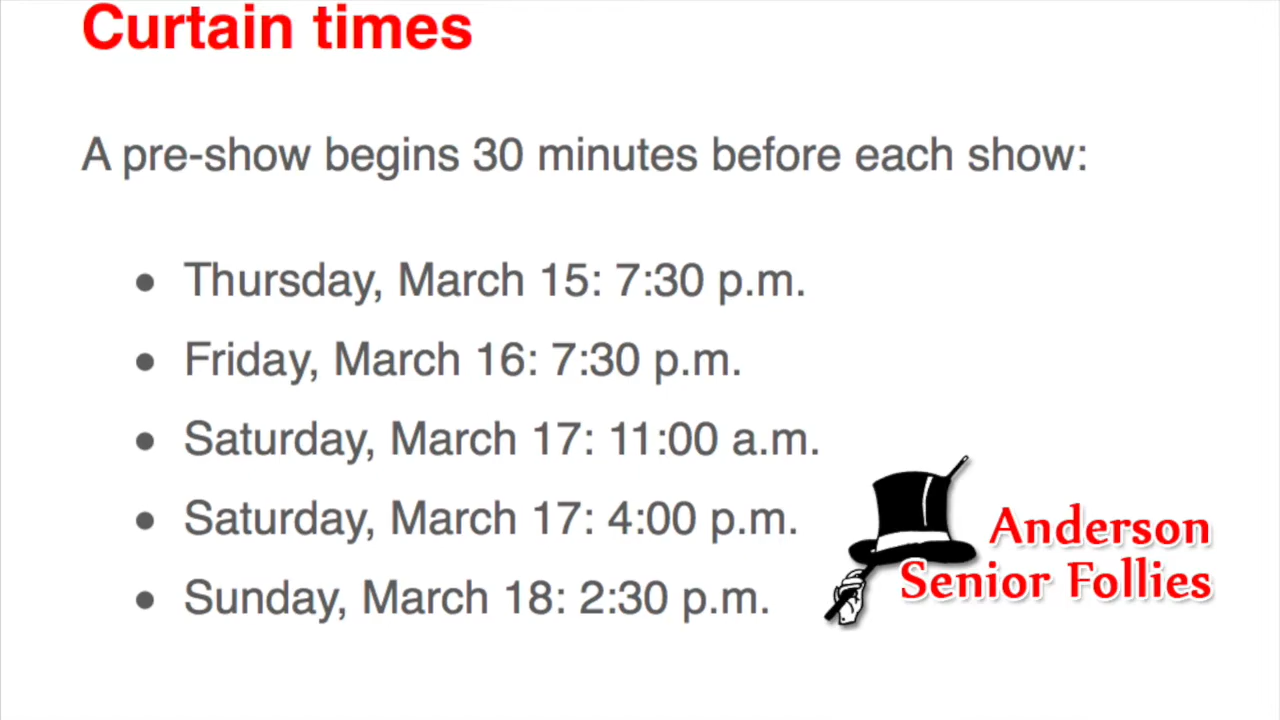 Curtain times
A pre-show begins 30 minutes before each show:
● Thursday, March 15: 7:30 p.m.
● Friday, March 16: 7:30 p.m.
● Saturday, March 17: 11:00 a.m.
● Saturday, March 17: 4:00 p.m.
● Sunday, March 18: 2:30 p.m.
Anderson
Senior Follies